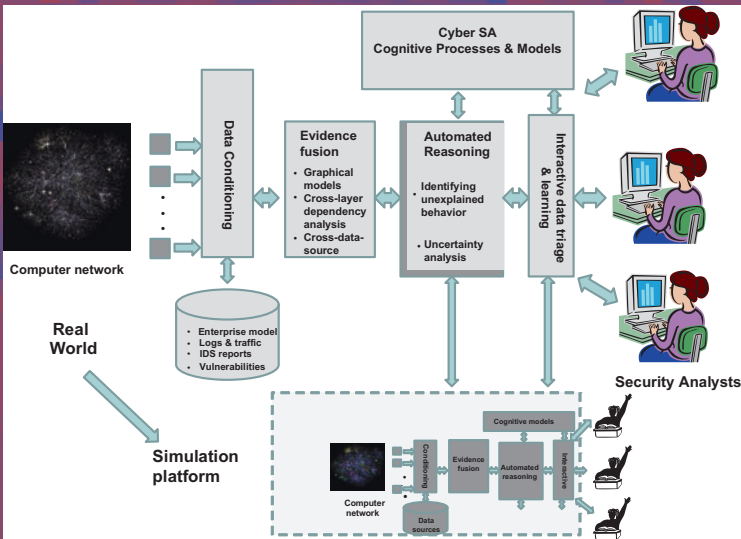 Cyber SA
Cognitive Processes & Models
Data Conditioning
Evidence
fusion
• Graphical
models
• Cross-layer
dependency
analysis
• Cross-data-
source
Automated
Reasoning
• Identifying
unexplained
behavior
• Uncertainty
analysis
Interactive data triage
& learning
Computer network
• Enterprise model
• Logs & traffic
• IDS reports
• Vulnerabilities
Real
World
Security Analysts
Simulation
platform
Cognitive models
Conditioning
Evidence
fusion
Automated
reasoning
Interactive
Computer
network
Data
sources